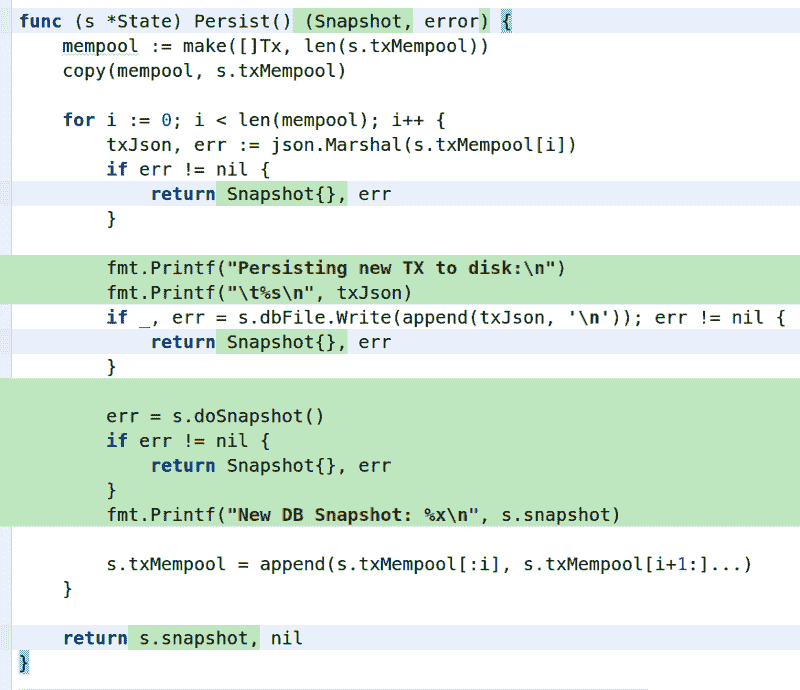 func (s *State) Persist() (Snapshot, error) {
    mempool := make([]Tx, len(s.txMempool))
    copy(mempool, s.txMempool)

    for i := 0; i < len(mempool); i++ {
        txJson, err := json.Marshal(s.txMempool[i])
        if err != nil {
            return Snapshot{}, err
        }

        fmt.Printf("Persisting new TX to disk:\n")
        fmt.Printf("\t%s\n", txJson)
        if _, err = s.dbFile.Write(append(txJson, '\n')); err != nil {
            return Snapshot{}, err
        }

        err = s.doSnapshot()
        if err != nil {
            return Snapshot{}, err
        }
        fmt.Printf("New DB Snapshot: %x\n", s.snapshot)

        s.txMempool = append(s.txMempool[:i], s.txMempool[i+1:]...)
    }

    return s.snapshot, nil
}